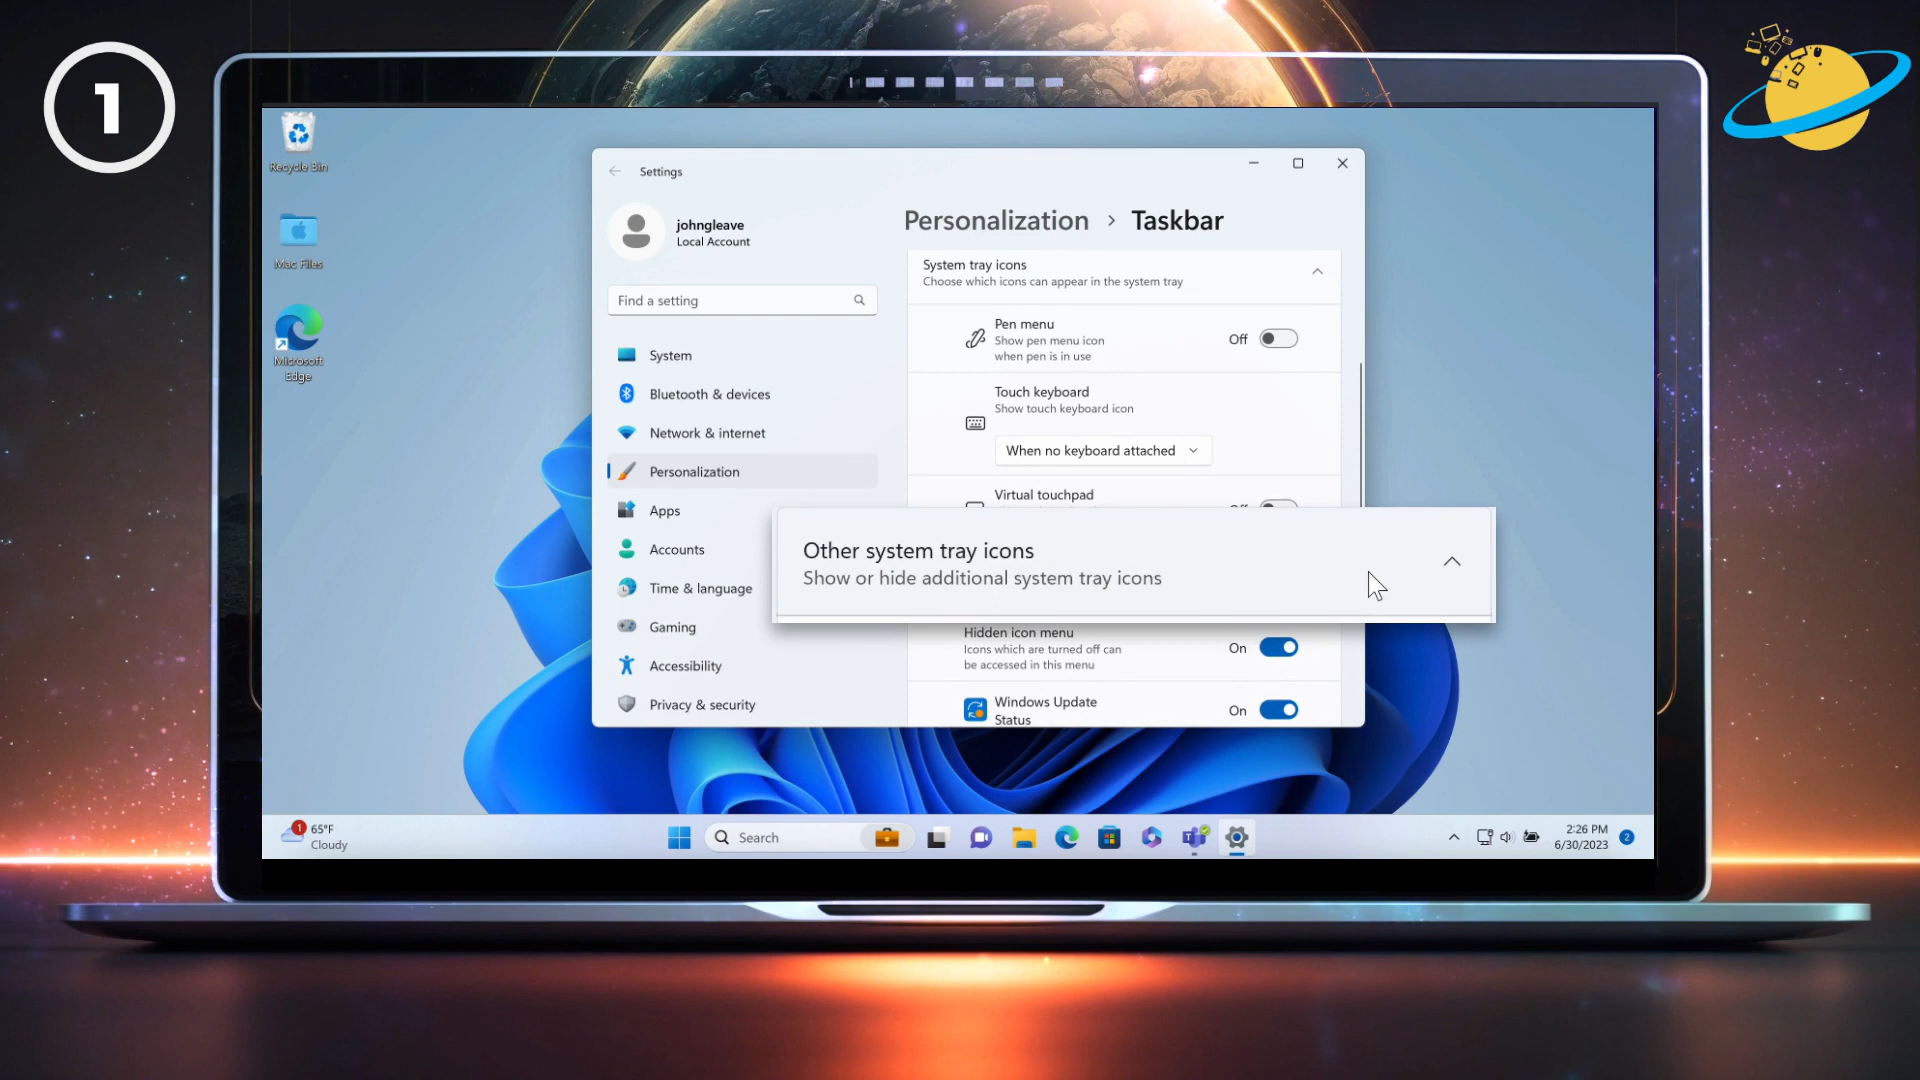 1
Recycle Bin
Mac Files
Microsoft
Edge
Settings
johngleave
Local Account
Find a setting
System
Bluetooth & devices
Network & internet
Personalization
Apps
Accounts
Time & language
Gaming
Accessibility
Privacy & security
Personalization > Taskbar
System tray icons
Choose which icons can appear in the system tray
Pen menu
Show pen menu icon
when pen is in use
Off
Touch keyboard
Show touch keyboard icon
When no keyboard attached
Virtual touchpad
Other system tray icons
Show or hide additional system tray icons
Hidden icon menu
Icons which are turned off can
be accessed in this menu
On
Windows Update
Status
On
1
65°F
Cloudy
Search
2:26 PM
6/30/2023
2